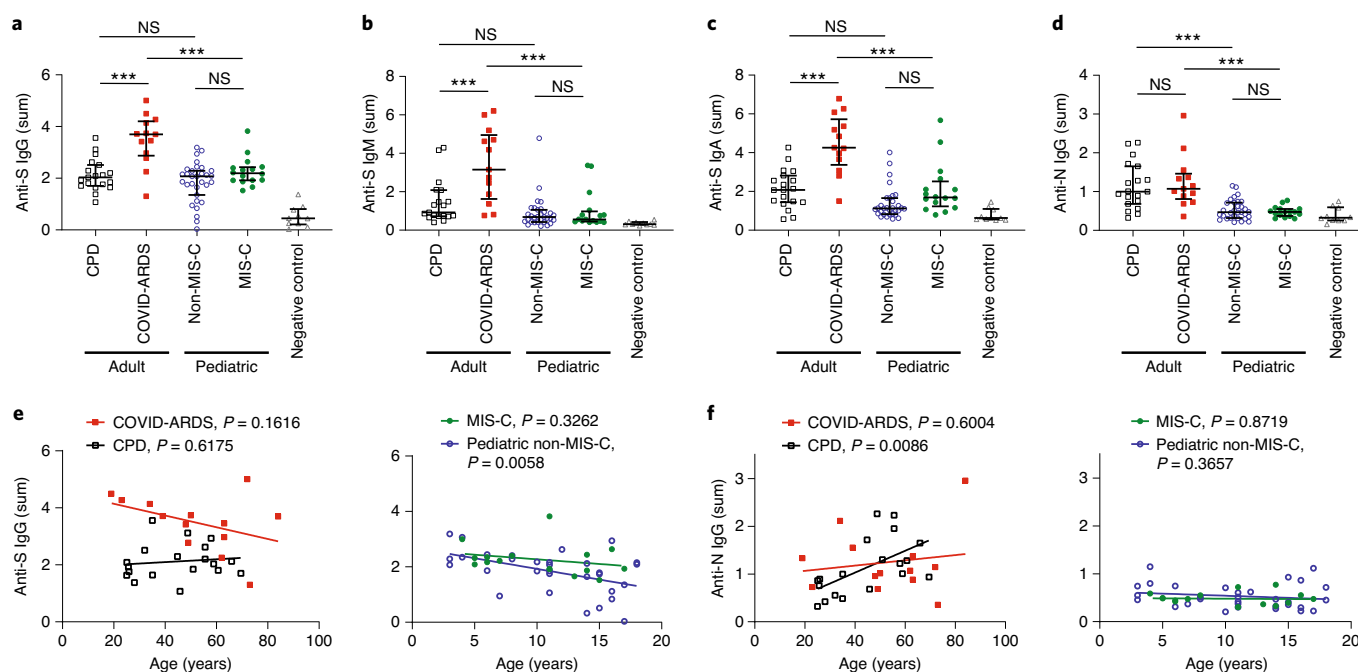 a
NS
***
***
NS
Anti-S IgG (sum)
6
4
2
0
CPD
COVID-ARDS
Non-MIS-C
MIS-C
Negative control
Adult
Pediatric
b
NS
***
***
NS
Anti-S IgM (sum)
8
6
4
2
0
CPD
COVID-ARDS
Non-MIS-C
MIS-C
Negative control
Adult
Pediatric
c
NS
***
***
NS
Anti-S IgA (sum)
8
6
4
2
0
CPD
COVID-ARDS
Non-MIS-C
MIS-C
Negative control
Adult
Pediatric
d
***
***
NS
NS
Anti-N IgG (sum)
4
3
2
1
0
CPD
COVID-ARDS
Non-MIS-C
MIS-C
Negative control
Adult
Pediatric
e
COVID-ARDS, P = 0.1616
CPD, P = 0.6175
Anti-S IgG (sum)
6
4
2
0
0 20 40 60 80 100
Age (years)
MIS-C, P = 0.3262
Pediatric non-MIS-C,
P = 0.0058
6
4
2
0
0 5 10 15 20
Age (years)
f
COVID-ARDS, P = 0.6004
CPD, P = 0.0086
Anti-N IgG (sum)
3
2
1
0
0 20 40 60 80 100
Age (years)
MIS-C, P = 0.8719
Pediatric non-MIS-C,
P = 0.3657
3
2
1
0
0 5 10 15 20
Age (years)